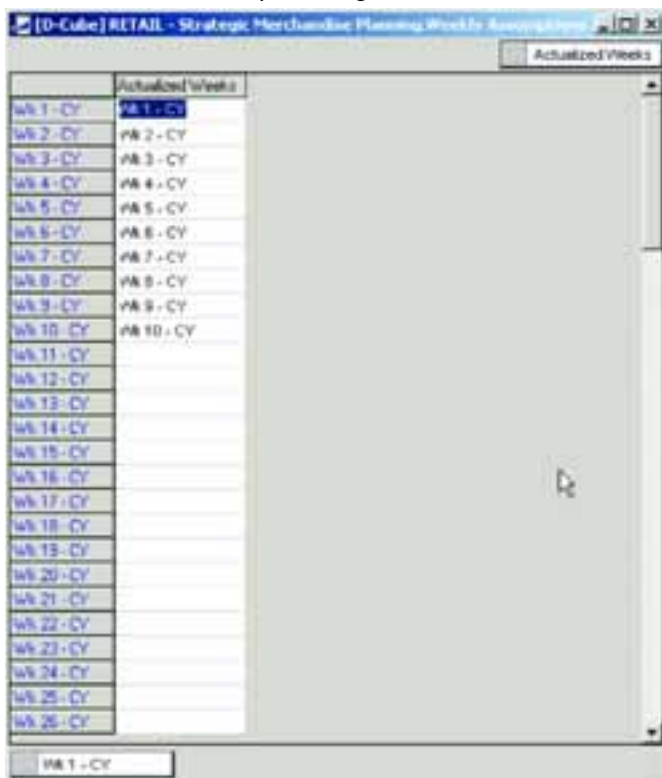 [D-Cube] RETAIL - Strategic Merchandise Planning.Weekly Assumptions
Actualized Weeks
Actualized Weeks
Wk 1 - CY Wk 1 - CY
Wk 2 - CY Wk 2 - CY
Wk 3 - CY Wk 3 - CY
Wk 4 - CY Wk 4 - CY
Wk 5 - CY Wk 5 - CY
Wk 6 - CY Wk 6 - CY
Wk 7 - CY Wk 7 - CY
Wk 8 - CY Wk 8 - CY
Wk 9 - CY Wk 9 - CY
Wk 10 - CY Wk 10 - CY
Wk 11 - CY
Wk 12 - CY
Wk 13 - CY
Wk 14 - CY
Wk 15 - CY
Wk 16 - CY
Wk 17 - CY
Wk 18 - CY
Wk 19 - CY
Wk 20 - CY
Wk 21 - CY
Wk 22 - CY
Wk 23 - CY
Wk 24 - CY
Wk 25 - CY
Wk 26 - CY
Wk 1 - CY